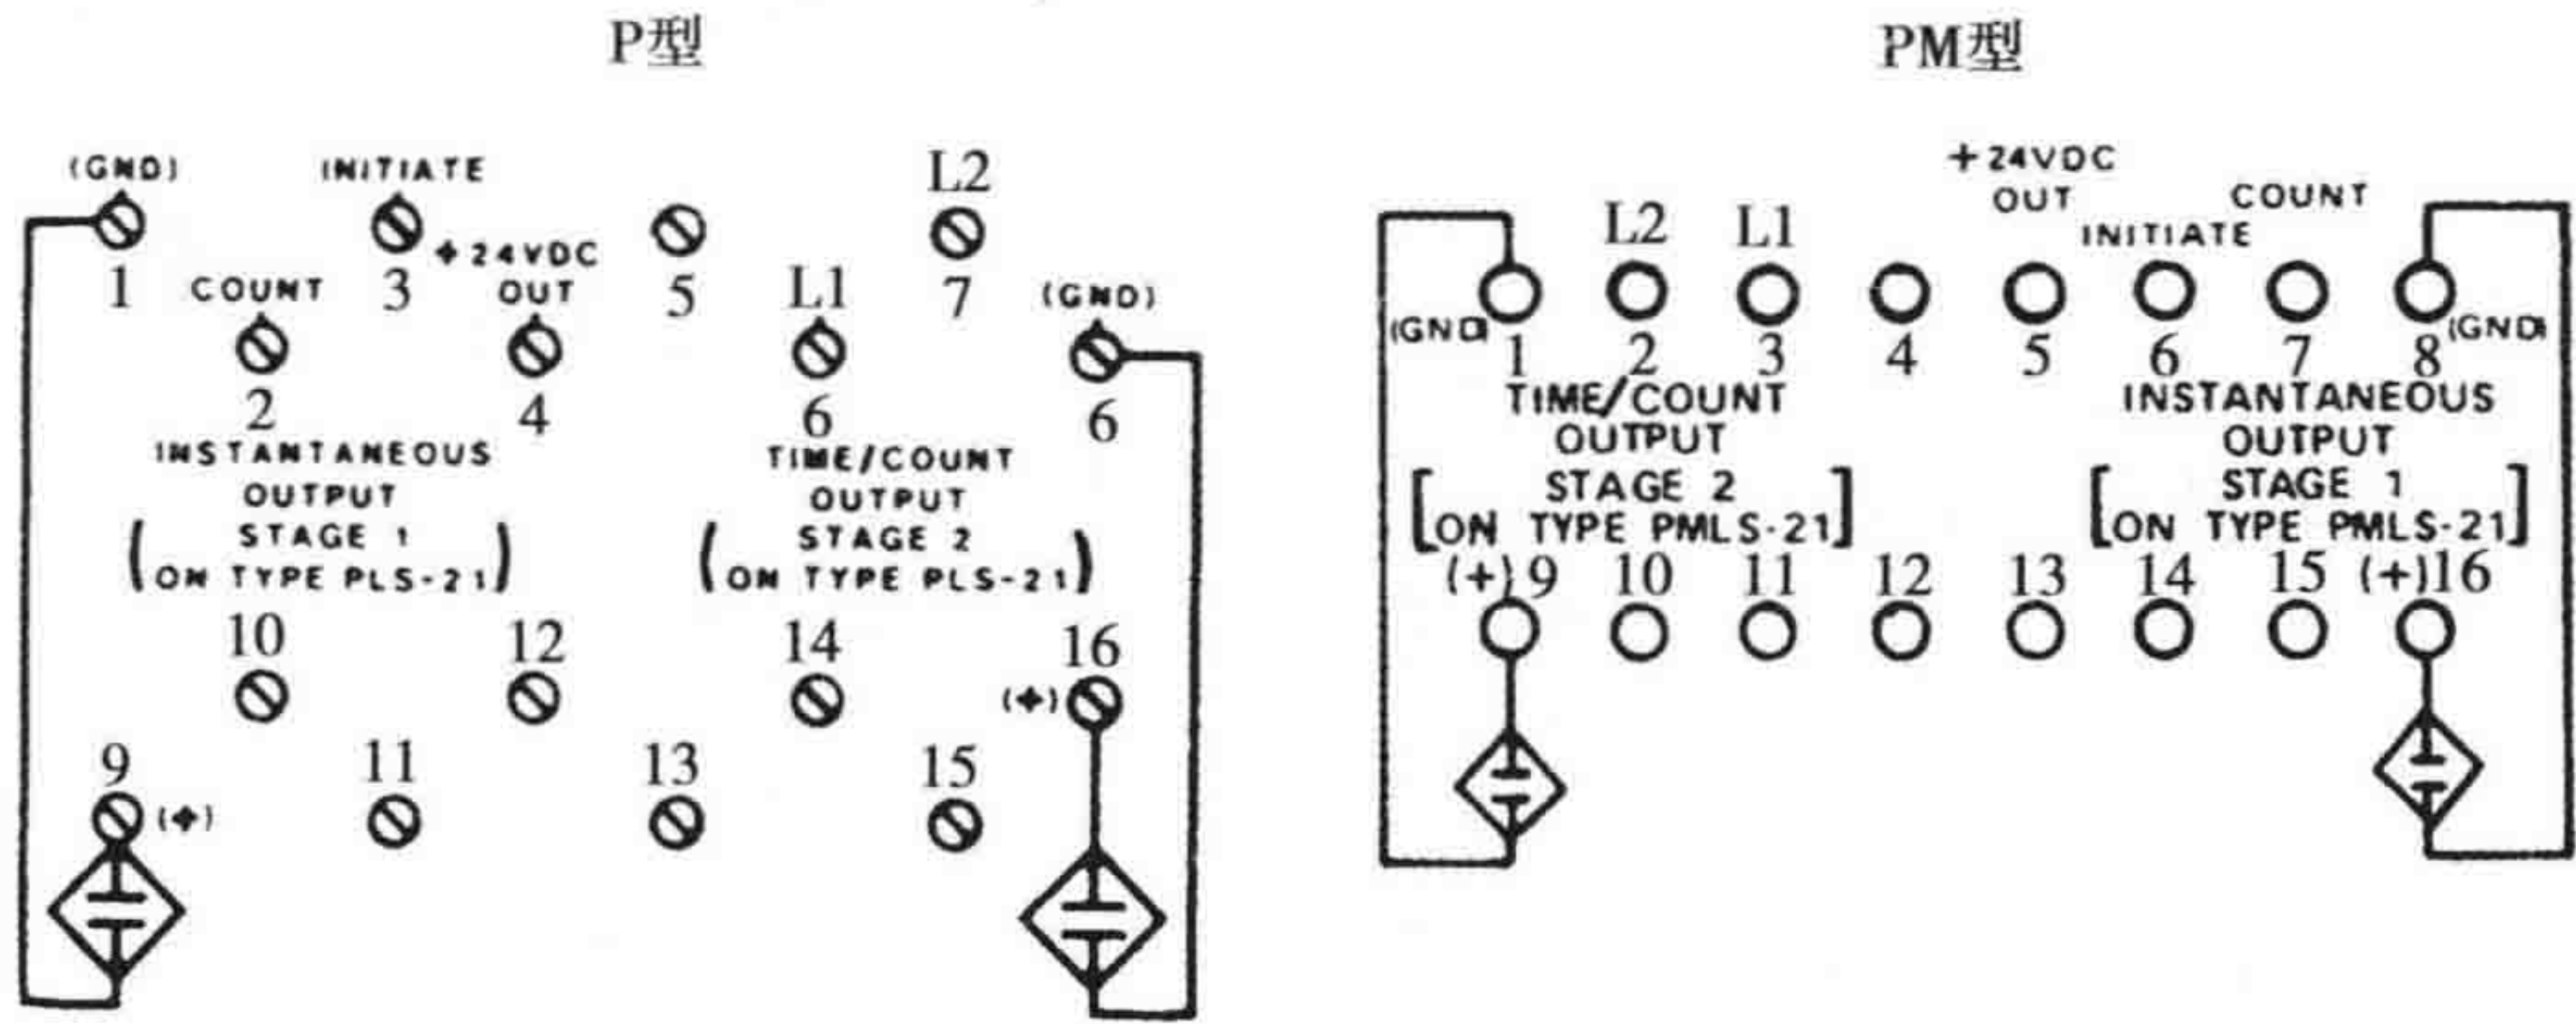 P型
(GND) INITIATE L2
1 COUNT 3 +24VDC OUT 5 L1 7 (GND)
2 4 6 6
INSTANTANEOUS
OUTPUT
(STAGE 1
ON TYPE PLS-21)
TIME/COUNT
OUTPUT
(STAGE 2
ON TYPE PLS-21)
10 12 14 16
(+)
9 11 13 15
(+)
PM型
+24VDC
OUT COUNT
L2 L1 INITIATE
(GND) 1 2 3 4 5 6 7 8 (GND)
TIME/COUNT
OUTPUT
[STAGE 2
ON TYPE PMLS-21]
INSTANTANEOUS
OUTPUT
[STAGE 1
ON TYPE PMLS-21]
(+) 9 10 11 12 13 14 15 (+) 16